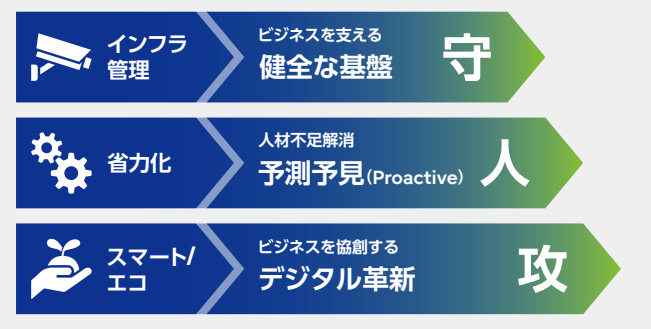 インフラ
管理
ビジネスを支える
健全な基盤
守
省力化
人材不足解消
予測予見(Proactive)
人
スマート/
エコ
ビジネスを協創する
デジタル革新
攻